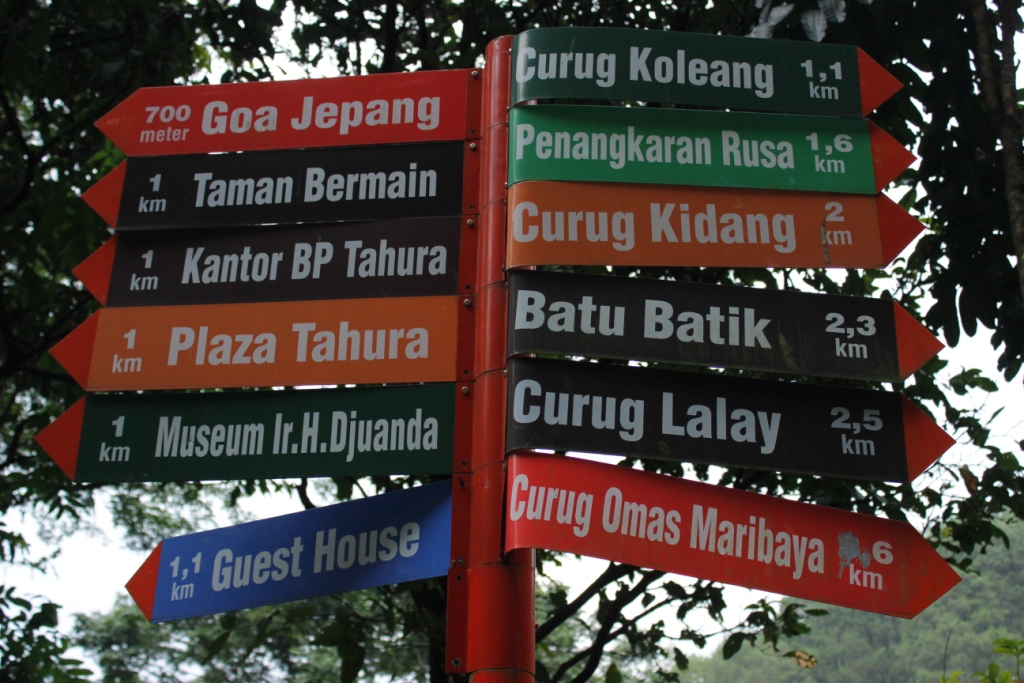 700 meter Goa Jepang
1 km Taman Bermain
1 km Kantor BP Tahura
1 km Plaza Tahura
1 km Museum Ir.H.Djuanda
1,1 km Guest House
Curug Koleang 1,1 km
Penangkaran Rusa 1,6 km
Curug Kidang 2 km
Batu Batik 2,3 km
Curug Lalay 2,5 km
Curug Omas Maribaya 6 km